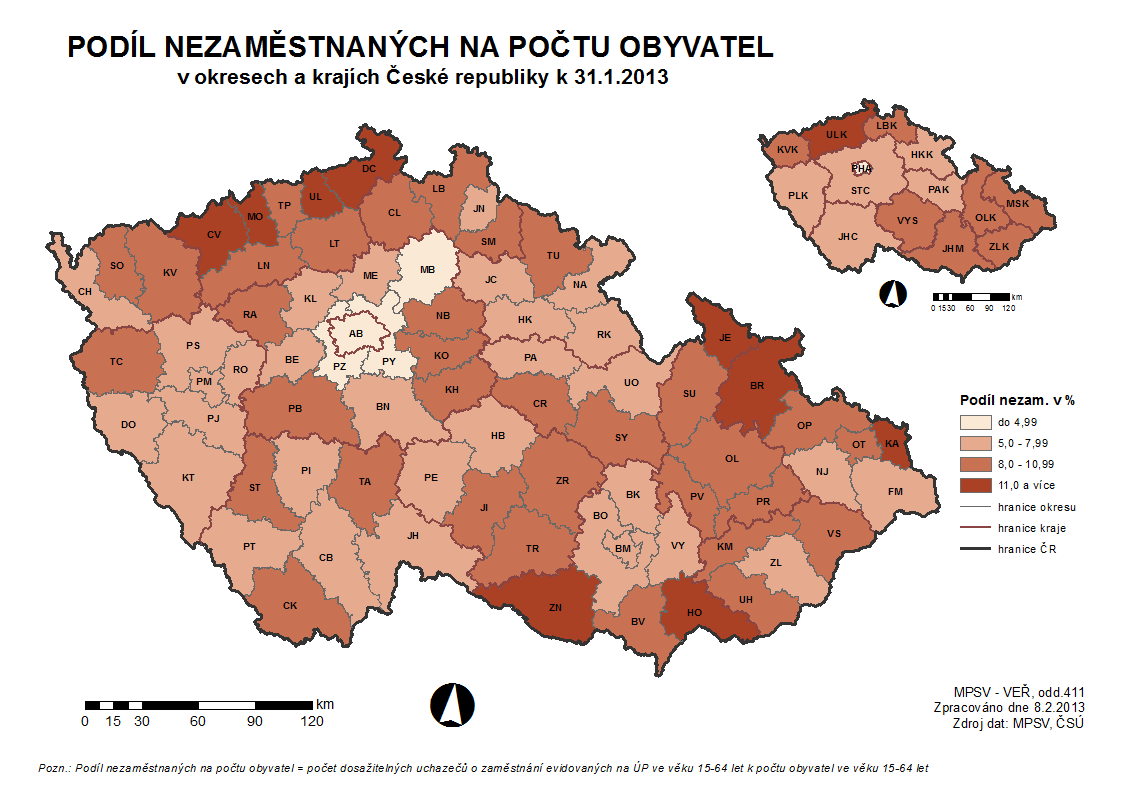 PODÍL NEZAMĚSTNANÝCH NA POČTU OBYVATEL
v okresech a krajích České republiky k 31.1.2013
ULK
LBK
KVK
HKK
PHA
PLK
STC
PAK
MSK
VYS
OLK
JHC
JHM
ZLK
km
0 15 30 60 90 120
DC
LB
UL
TP
JN
MO
CL
CV
SM
LT
TU
SO
LN
MB
KV
ME
JC
NA
CH
KL
RA
NB
HK
AB
RK
JE
PS
KO
PA
TC
BE
PZ
PY
RO
PM
UO
BR
KH
SU
PB
BN
CR
PJ
DO
OP
HB
SY
OT
KA
OL
PI
NJ
KT
PE
ZR
TA
ST
FM
BK
PV
PR
JI
BO
VS
JH
PT
TR
BM
VY
KM
CB
ZL
UH
CK
ZN
HO
BV
Podíl nezam. v %
do 4,99
5,0 - 7,99
8,0 - 10,99
11,0 a více
hranice okresu
hranice kraje
hranice ČR
km
0 15 30 60 90 120
MPSV - VEŘ, odd.411
Zpracováno dne 8.2.2013
Zdroj dat: MPSV, ČSÚ
Pozn.: Podíl nezaměstnaných na počtu obyvatel = počet dosažitelných uchazečů o zaměstnání evidovaných na ÚP ve věku 15-64 let k počtu obyvatel ve věku 15-64 let